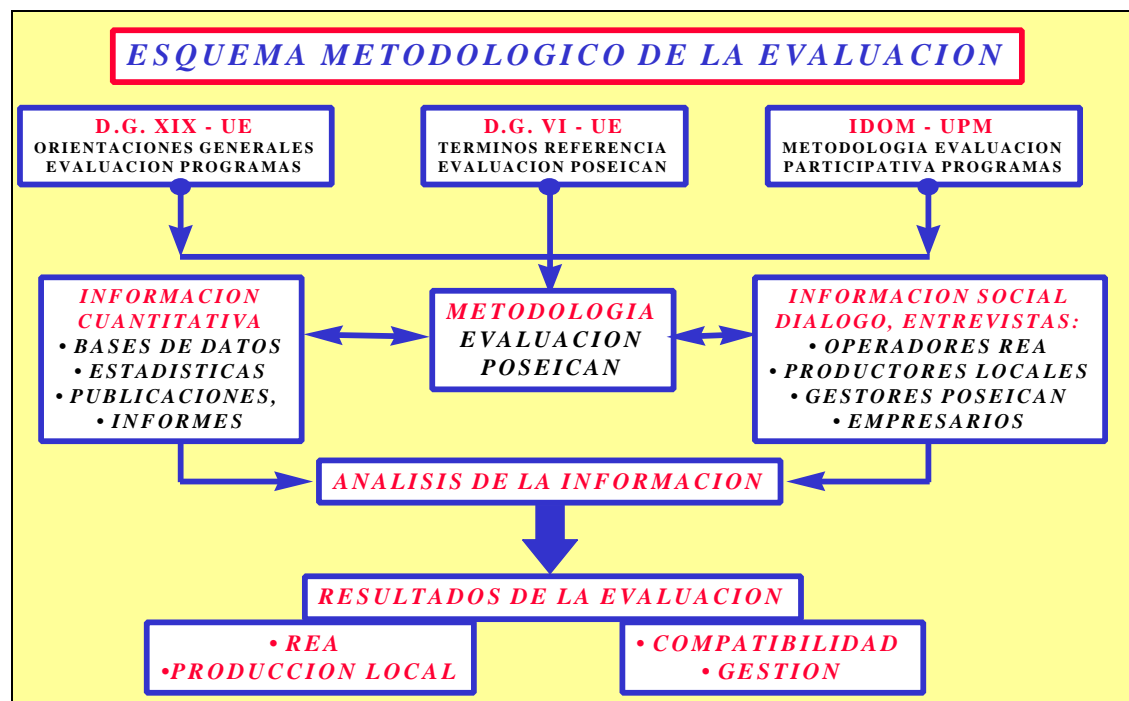 ESQUEMA METODOLOGICO DE LA EVALUACION
D.G. XIX - UE
ORIENTACIONES GENERALES
EVALUACION PROGRAMAS
D.G. VI - UE
TERMINOS REFERENCIA
EVALUACION POSEICAN
IDOM - UPM
METODOLOGIA EVALUACION
PARTICIPATIVA PROGRAMAS
INFORMACION
CUANTITATIVA
• BASES DE DATOS
• ESTADISTICAS
• PUBLICACIONES,
• INFORMES
METODOLOGIA
EVALUACION
POSEICAN
INFORMACION SOCIAL
DIALOGO, ENTREVISTAS:
• OPERADORES REA
• PRODUCTORES LOCALES
• GESTORES POSEICAN
• EMPRESARIOS
ANALISIS DE LA INFORMACION
RESULTADOS DE LA EVALUACION
• REA
•PRODUCCION LOCAL
• COMPATIBILIDAD
• GESTION